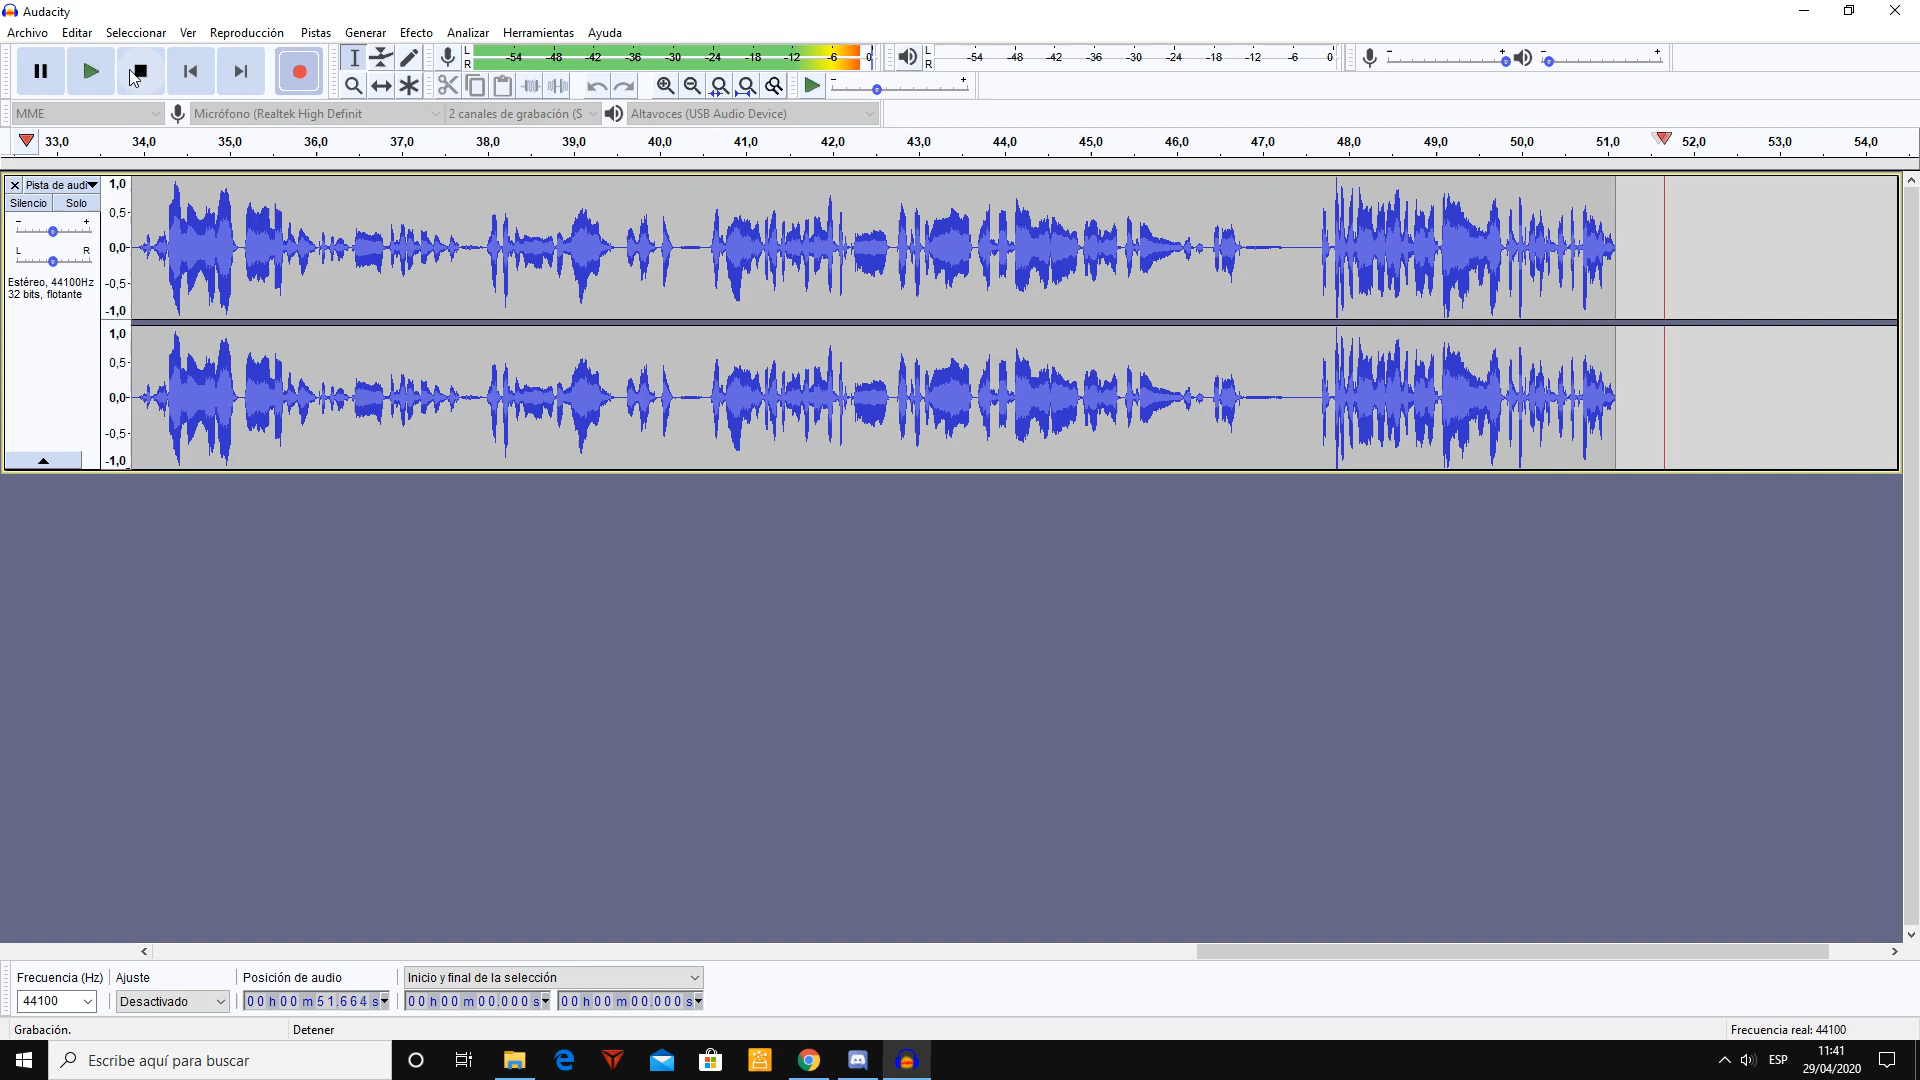 Audacity
Archivo Editar Seleccionar Ver Reproducción Pistas Generar Efecto Analizar Herramientas Ayuda
L
R
-54 -48 -42 -36 -30 -24 -18 -12 -6 0
L
R
-54 -48 -42 -36 -30 -24 -18 -12 -6 0
- +
- +
- +
MME
Micrófono (Realtek High Definit
2 canales de grabación (S
Altavoces (USB Audio Device)
33,0 34,0 35,0 36,0 37,0 38,0 39,0 40,0 41,0 42,0 43,0 44,0 45,0 46,0 47,0 48,0 49,0 50,0 51,0 52,0 53,0 54,0
Pista de audi
Silencio Solo
- +
L R
Estéreo, 44100Hz
32 bits, flotante
1,0
0,5
0,0
-0,5
-1,0
1,0
0,5
0,0
-0,5
-1,0
Frecuencia (Hz) Ajuste Posición de audio Inicio y final de la selección
44100 Desactivado 00 h 00 m 51.664 s 00 h 00 m 00.000 s 00 h 00 m 00.000 s
Grabación. Detener Frecuencia real: 44100
Escribe aquí para buscar
ESP
11:41
29/04/2020